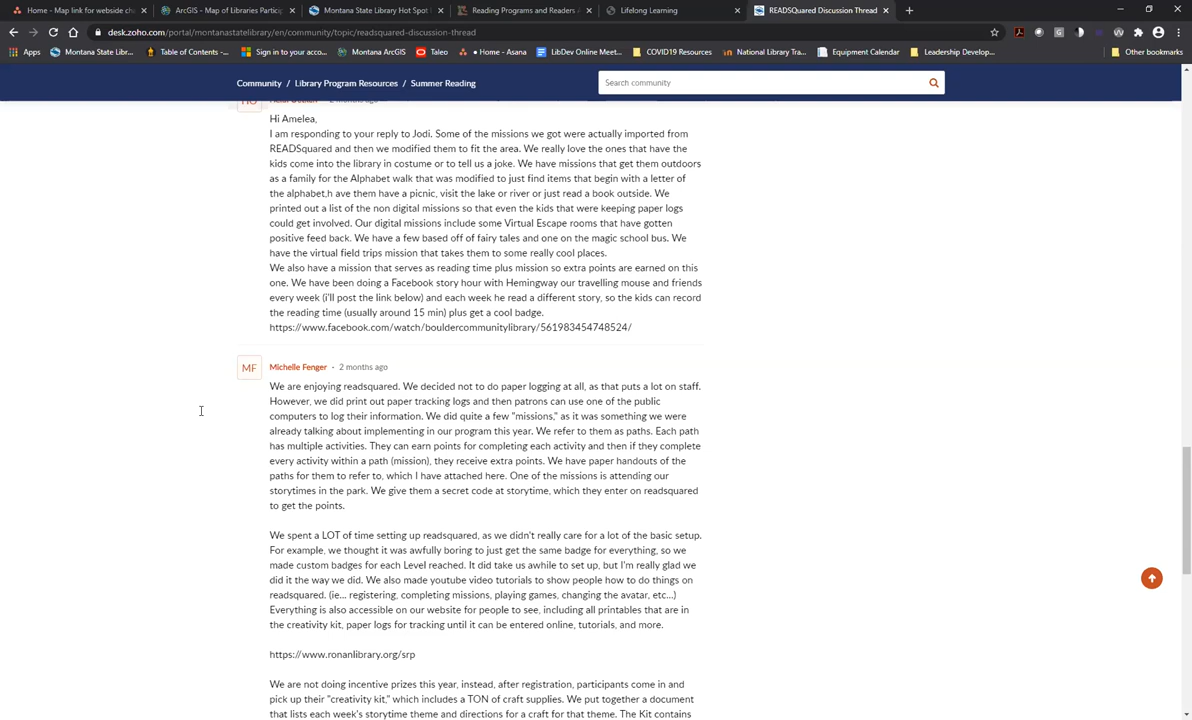 Home - Map link for website ch
ArcGIS - Map of Libraries Particip
Montana State Library Hot Spot L
Reading Programs and Readers A
Lifelong Learning
READSQuared Discussion Thread
desk.zoho.com/portal/montanastatelibrary/en/community/topic/readsquared-discussion-thread
Apps
Montana State Libr...
Table of Contents -...
Sign in to your acco...
Montana ArcGIS
Taleo
Home - Asana
LibDev Online Meet...
COVID19 Resources
National Library Tra...
Equipment Calendar
Leadership Develop...
Other bookmarks
Community / Library Program Resources / Summer Reading
Search community
2 months ago
Hi Amelea,
I am responding to your reply to Jodi. Some of the missions we got were actually imported from
READSquared and then we modified them to fit the area. We really love the ones that have the
kids come into the library in costume or to tell us a joke. We have missions that get them outdoors
as a family for the Alphabet walk that was modified to just find items that begin with a letter of
the alphabet,h ave them have a picnic, visit the lake or river or just read a book outside. We
printed out a list of the non digital missions so that even the kids that were keeping paper logs
could get involved. Our digital missions include some Virtual Escape rooms that have gotten
positive feed back. We have a few based off of fairy tales and one on the magic school bus. We
have the virtual field trips mission that takes them to some really cool places.
We also have a mission that serves as reading time plus mission so extra points are earned on this
one. We have been doing a Facebook story hour with Hemingway our travelling mouse and friends
every week (i'll post the link below) and each week he read a different story, so the kids can record
the reading time (usually around 15 min) plus get a cool badge.
https://www.facebook.com/watch/bouldercommunitylibrary/561983454748524/
MF
Michelle Fenger · 2 months ago
We are enjoying readsquared. We decided not to do paper logging at all, as that puts a lot on staff.
However, we did print out paper tracking logs and then patrons can use one of the public
computers to log their information. We did quite a few "missions," as it was something we were
already talking about implementing in our program this year. We refer to them as paths. Each path
has multiple activities. They can earn points for completing each activity and then if they complete
every activity within a path (mission), they receive extra points. We have paper handouts of the
paths for them to refer to, which I have attached here. One of the missions is attending our
storytimes in the park. We give them a secret code at storytime, which they enter on readsquared
to get the points.
We spent a LOT of time setting up readsquared, as we didn't really care for a lot of the basic setup.
For example, we thought it was awfully boring to just get the same badge for everything, so we
made custom badges for each Level reached. It did take us awhile to set up, but I'm really glad we
did it the way we did. We also made youtube video tutorials to show people how to do things on
readsquared. (ie... registering, completing missions, playing games, changing the avatar, etc...)
Everything is also accessible on our website for people to see, including all printables that are in
the creativity kit, paper logs for tracking until it can be entered online, tutorials, and more.
https://www.ronanlibrary.org/srp
We are not doing incentive prizes this year, instead, after registration, participants come in and
pick up their "creativity kit," which includes a TON of craft supplies. We put together a document
that lists each week's storytime theme and directions for a craft for that theme. The Kit contains